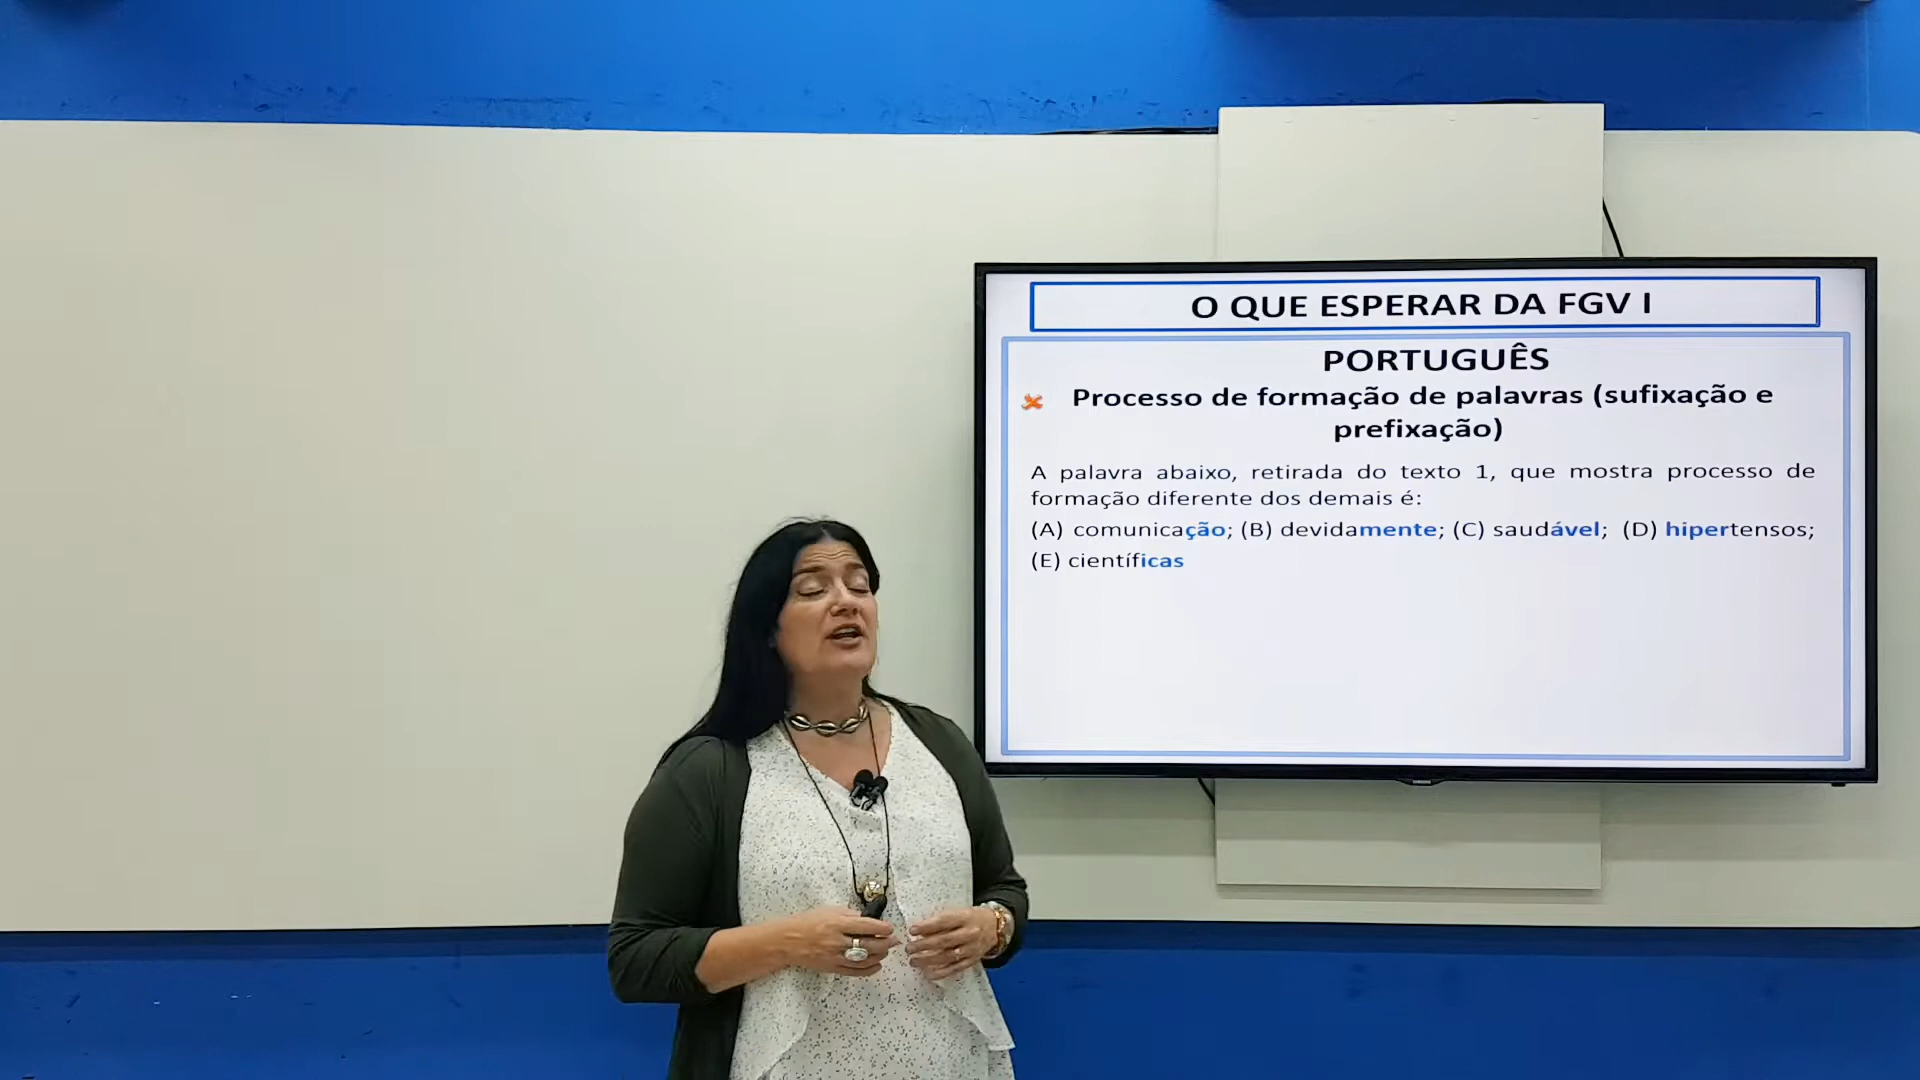 O QUE ESPERAR DA FGV I
PORTUGUÊS
Processo de formação de palavras (sufixação e
prefixação)
A palavra abaixo, retirada do texto 1, que mostra processo de
formação diferente dos demais é:
(A) comunicação; (B) devidamente; (C) saudável; (D) hipertensos;
(E) científicas